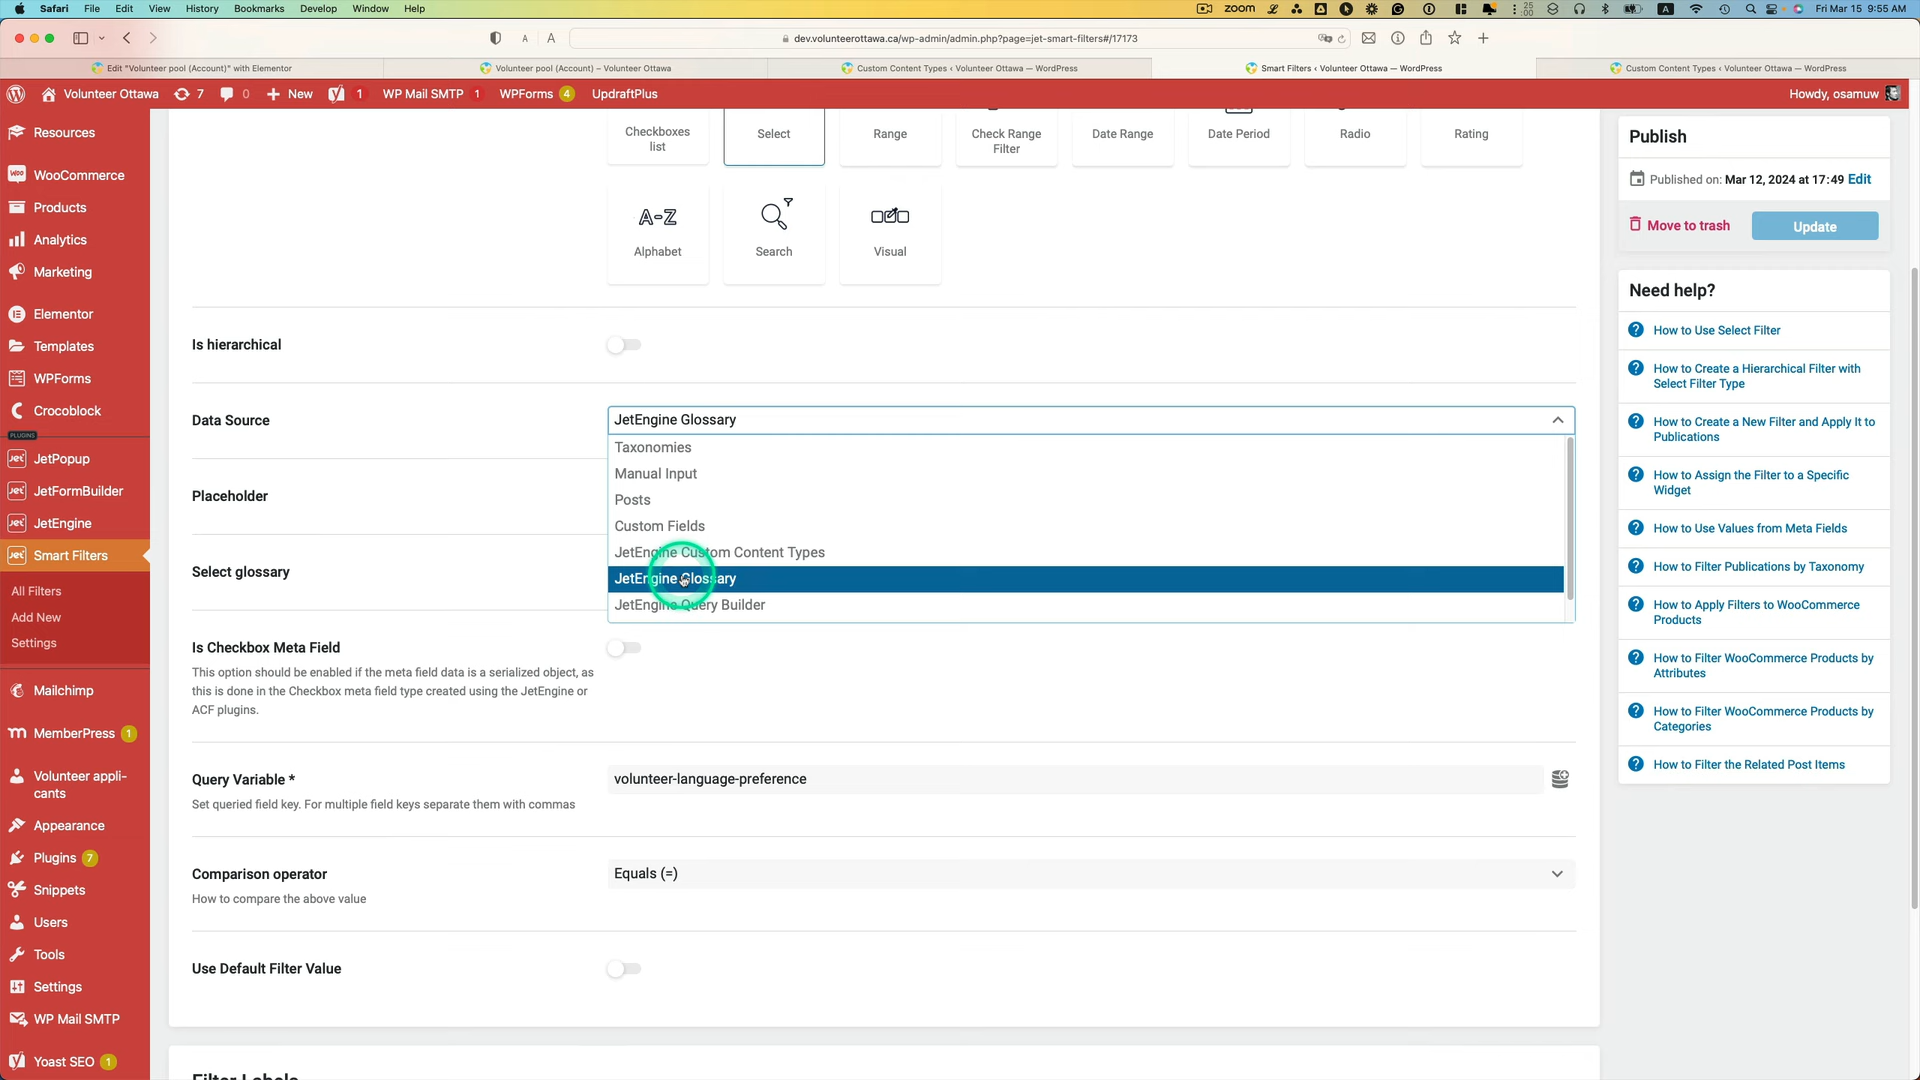 Safari File Edit View History Bookmarks Develop Window Help
zoom
25
:00
A
Fri Mar 15 9:55 AM
A A
dev.volunteerottawa.ca/wp-admin/admin.php?page=jet-smart-filters#/17173
Edit "Volunteer pool (Account)" with Elementor
Volunteer pool (Account) – Volunteer Ottawa
Custom Content Types ‹ Volunteer Ottawa — WordPress
Smart Filters ‹ Volunteer Ottawa — WordPress
Custom Content Types ‹ Volunteer Ottawa — WordPress
Volunteer Ottawa 7 0 New 1 WP Mail SMTP 1 WPForms 4 UpdraftPlus
Howdy, osamuw
Resources
WooCommerce
Products
Analytics
Marketing
Elementor
Templates
WPForms
Crocoblock
PLUGINS
JetPopup
JetFormBuilder
JetEngine
Smart Filters
All Filters
Add New
Settings
Mailchimp
MemberPress 1
Volunteer appli-
cants
Appearance
Plugins 7
Snippets
Users
Tools
Settings
WP Mail SMTP
Yoast SEO 1
Checkboxes
list
Select
Range
Check Range
Filter
Date Range
Date Period
Radio
Rating
A-Z
Alphabet
Search
Visual
Is hierarchical
Data Source
JetEngine Glossary
Taxonomies
Manual Input
Posts
Custom Fields
JetEngine Custom Content Types
JetEngine Glossary
JetEngine Query Builder
Placeholder
Select glossary
Is Checkbox Meta Field
This option should be enabled if the meta field data is a serialized object, as
this is done in the Checkbox meta field type created using the JetEngine or
ACF plugins.
Query Variable *
Set queried field key. For multiple field keys separate them with commas
volunteer-language-preference
Comparison operator
How to compare the above value
Equals (=)
Use Default Filter Value
Filter Labels
Publish
Published on: Mar 12, 2024 at 17:49 Edit
Move to trash
Update
Need help?
How to Use Select Filter
How to Create a Hierarchical Filter with
Select Filter Type
How to Create a New Filter and Apply It to
Publications
How to Assign the Filter to a Specific
Widget
How to Use Values from Meta Fields
How to Filter Publications by Taxonomy
How to Apply Filters to WooCommerce
Products
How to Filter WooCommerce Products by
Attributes
How to Filter WooCommerce Products by
Categories
How to Filter the Related Post Items